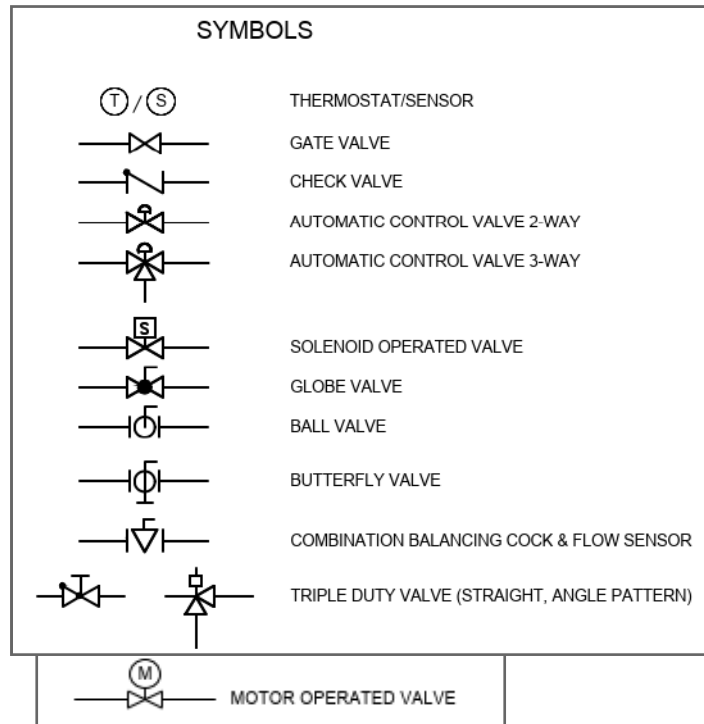 SYMBOLS
T / S THERMOSTAT/SENSOR
GATE VALVE
CHECK VALVE
AUTOMATIC CONTROL VALVE 2-WAY
AUTOMATIC CONTROL VALVE 3-WAY
S SOLENOID OPERATED VALVE
GLOBE VALVE
BALL VALVE
BUTTERFLY VALVE
COMBINATION BALANCING COCK & FLOW SENSOR
TRIPLE DUTY VALVE (STRAIGHT, ANGLE PATTERN)
M MOTOR OPERATED VALVE